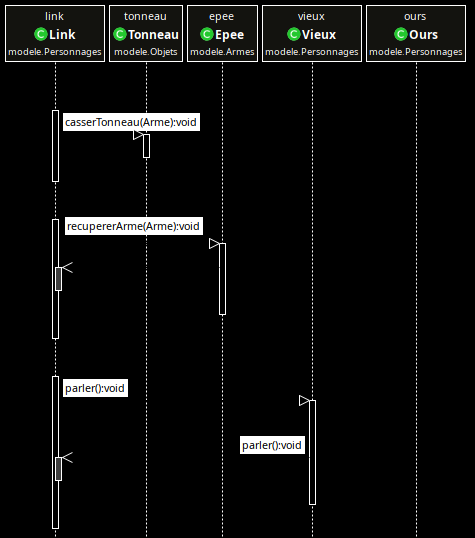 link
C Link
modele.Personnages
tonneau
C Tonneau
modele.Objets
epee
C Epee
modele.Armes
vieux
C Vieux
modele.Personnages
ours
C Ours
modele.Personnages
casserTonneau(Arme):void
recupererArme(Arme):void
parler():void
parler():void